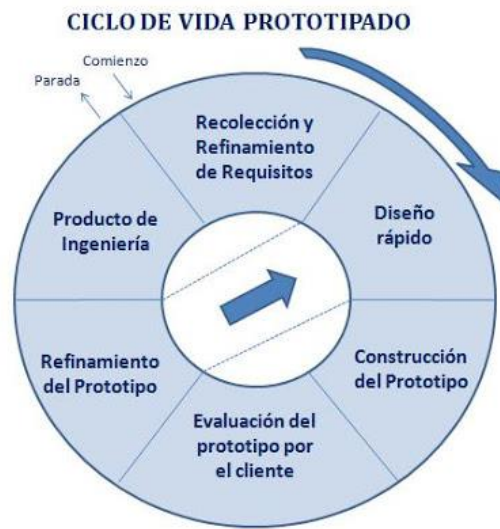 CICLO DE VIDA PROTOTIPADO
Comienzo
Parada
Recolección y
Refinamiento
de Requisitos
Diseño
rápido
Construcción
del Prototipo
Evaluación del
prototipo por
el cliente
Refinamiento
del Prototipo
Producto de
Ingeniería